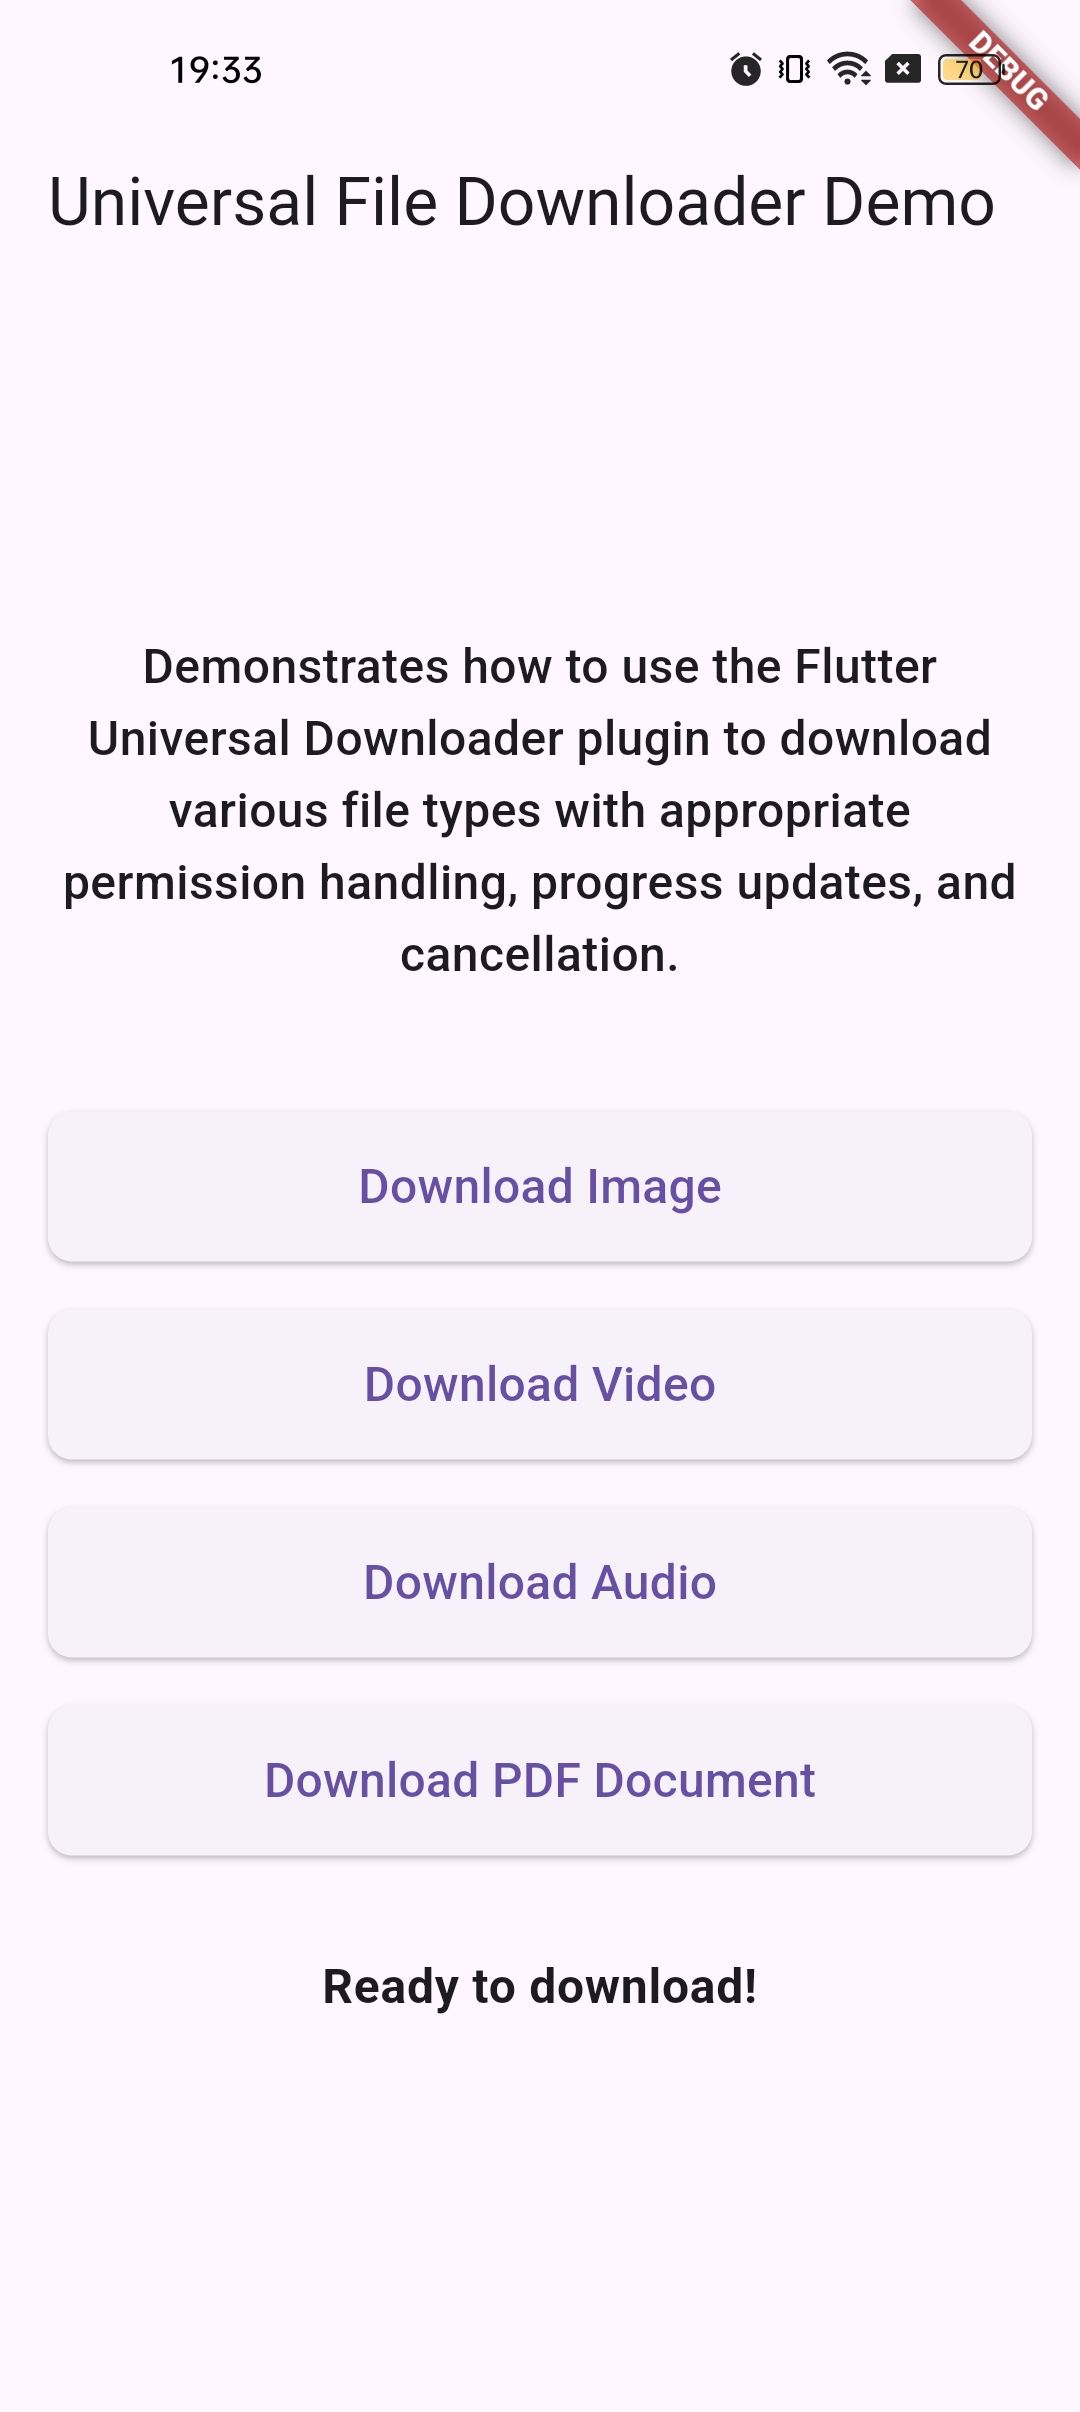 19:33
70
DEBUG
Universal File Downloader Demo
Demonstrates how to use the Flutter
Universal Downloader plugin to download
various file types with appropriate
permission handling, progress updates, and
cancellation.
Download Image
Download Video
Download Audio
Download PDF Document
Ready to download!